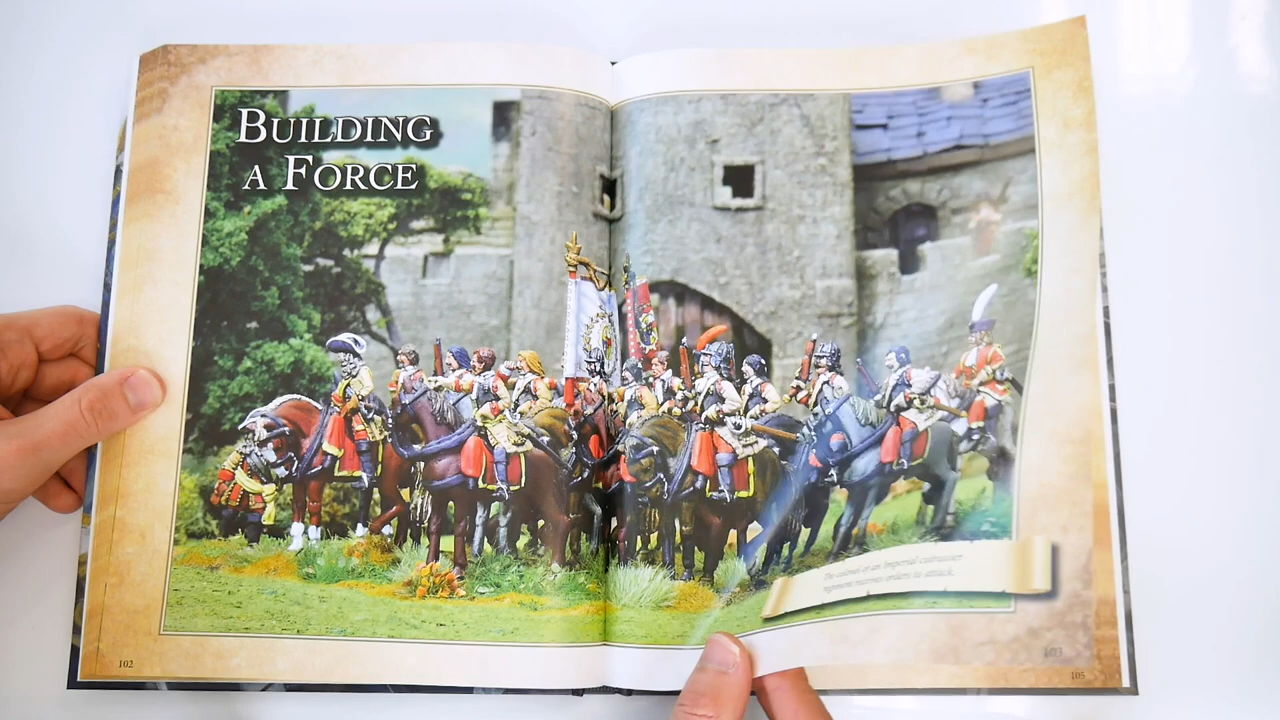 BUILDING
A FORCE
The colonel of an Imperial cuirassier
regiment receives orders to attack.
102
103
105